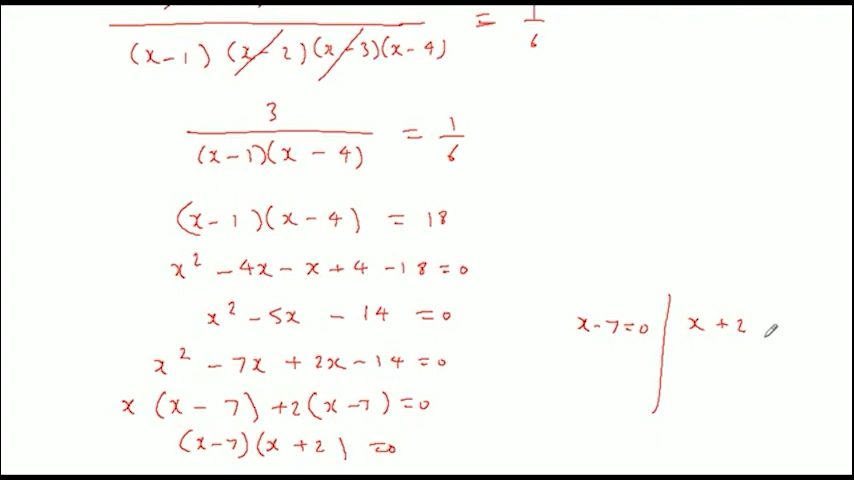 (x-1) (x-2)(x-3)(x-4) = 1/6
3/((x-1)(x-4)) = 1/6
(x-1)(x-4) = 18
x² -4x-x+4-18=0
x² -5x -14 =0
x² -7x +2x-14=0
x (x-7) +2(x-7)=0
(x-7)(x+2) =0
x-7=0 | x+2